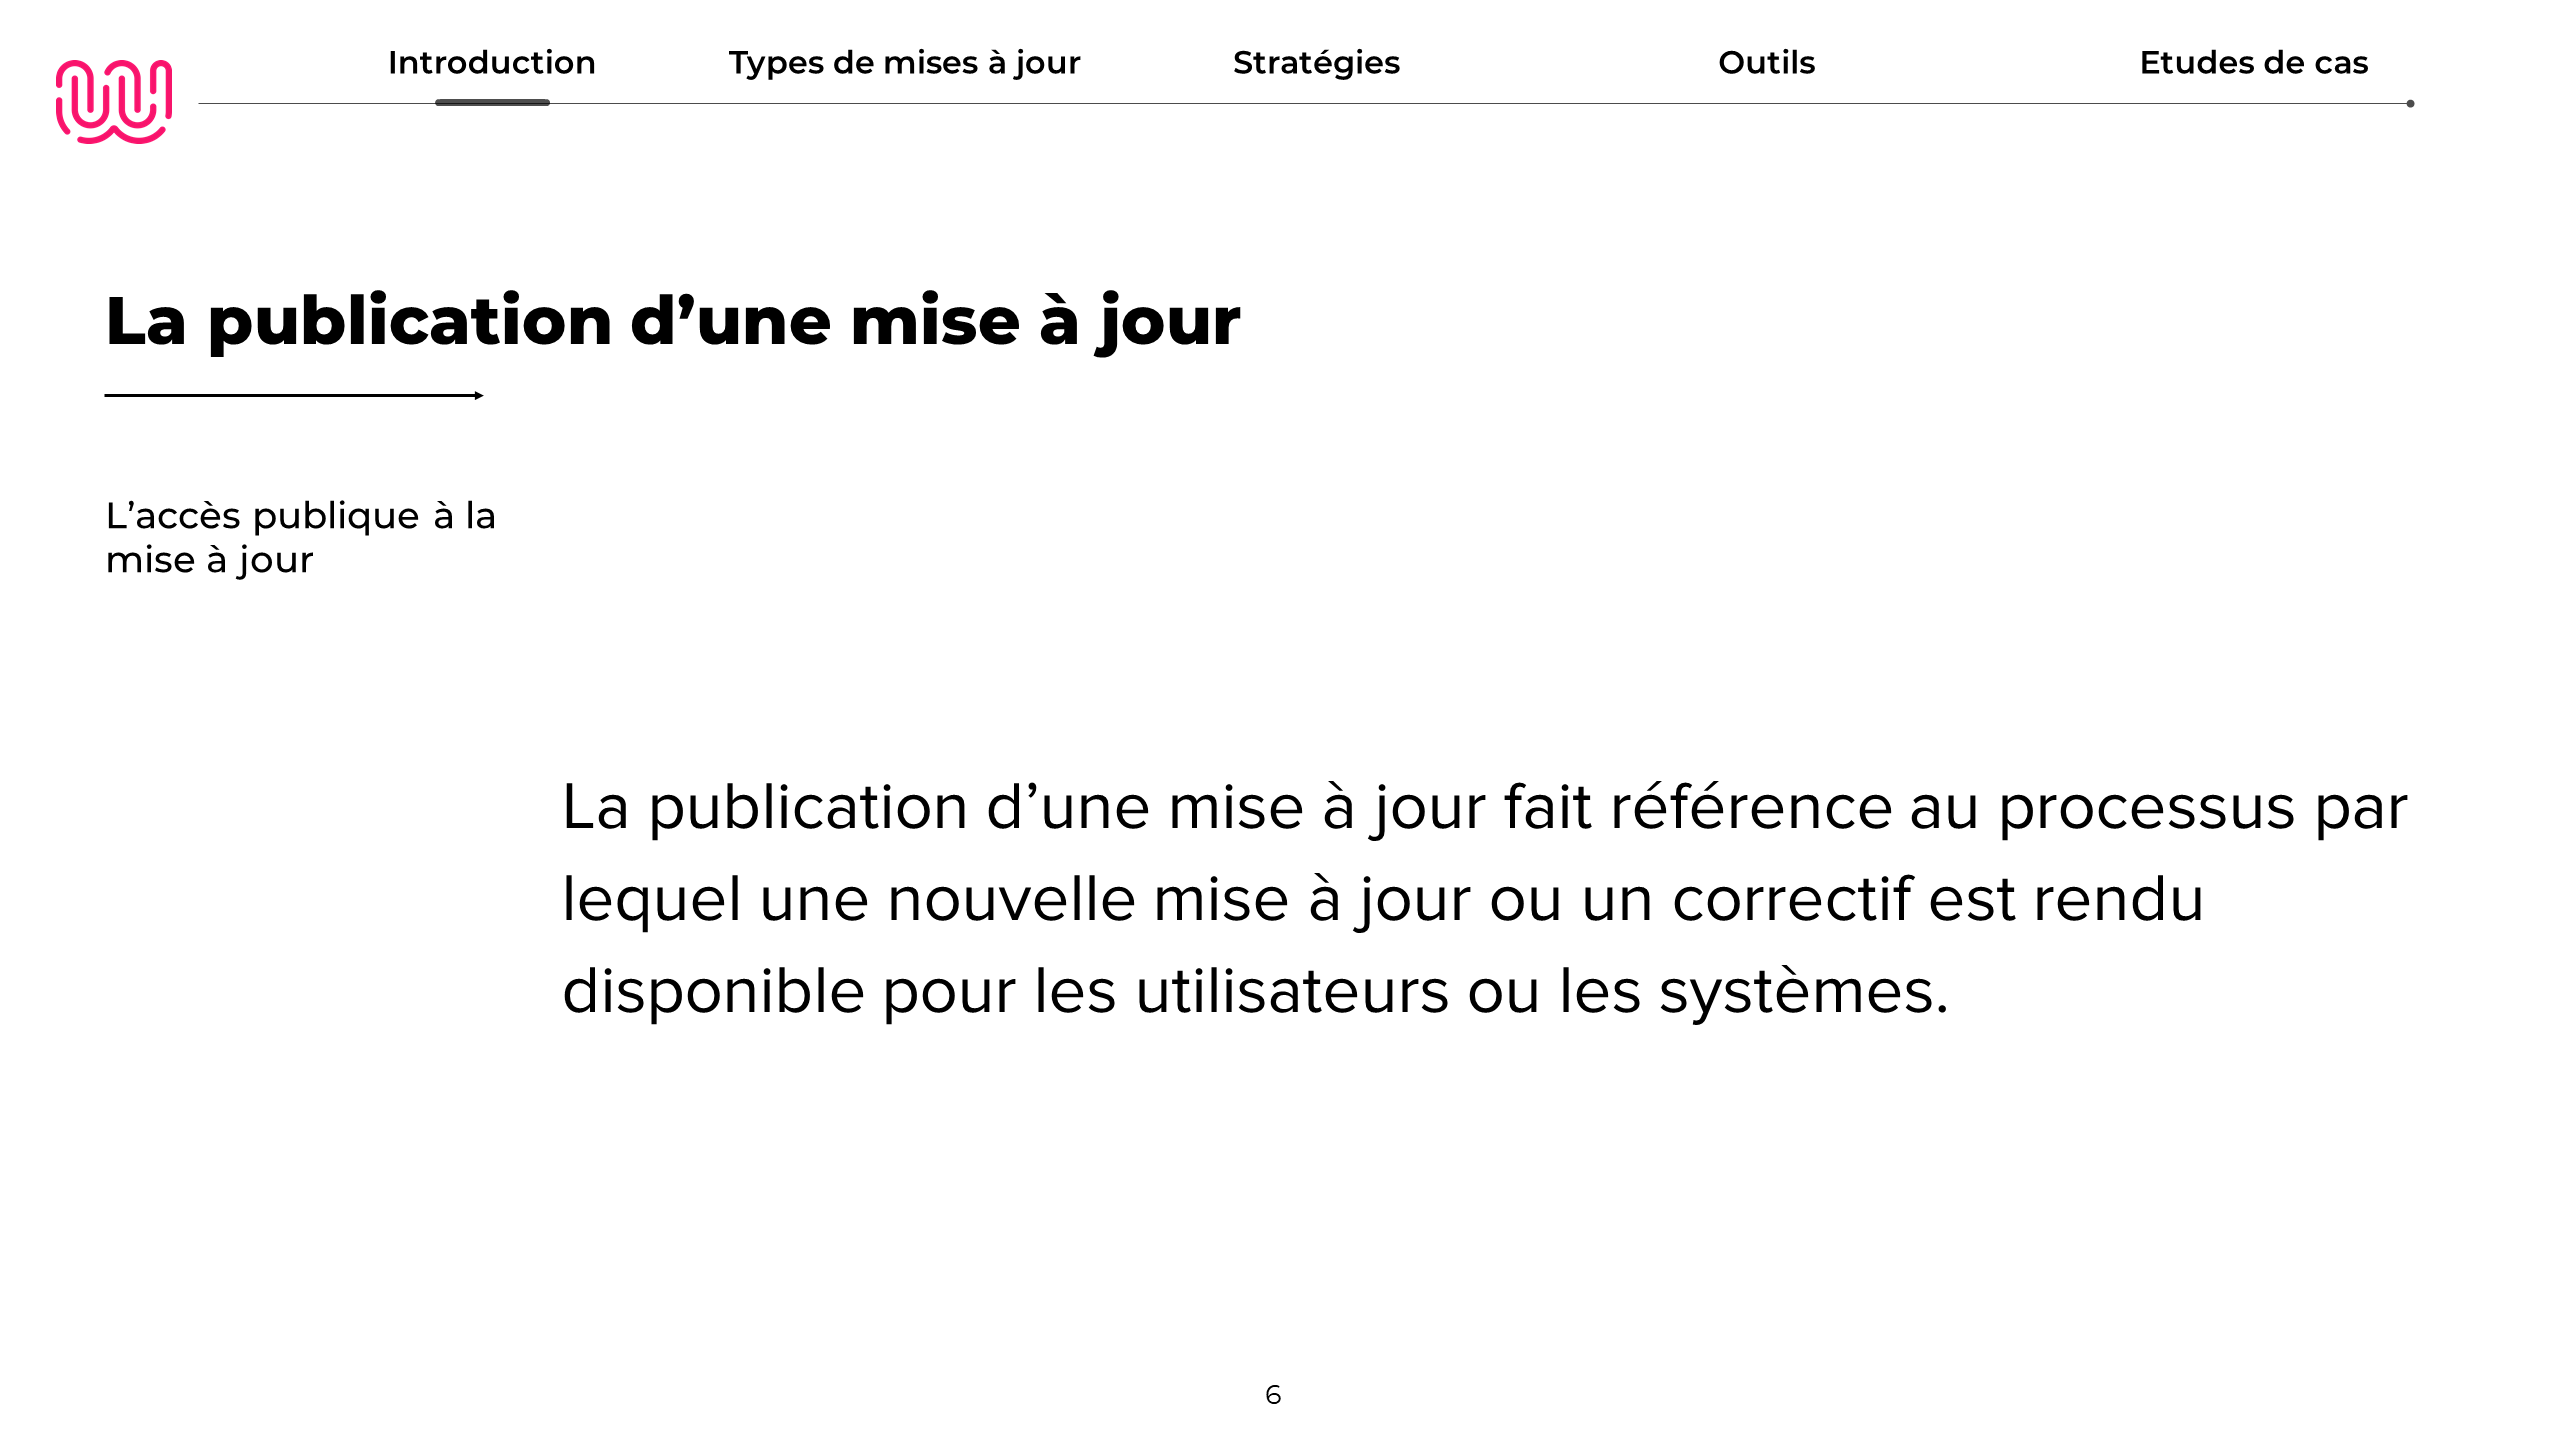 Introduction
Types de mises à jour
Stratégies
Outils
Etudes de cas
La publication d’une mise à jour
L’accès publique à la
mise à jour
La publication d’une mise à jour fait référence au processus par
lequel une nouvelle mise à jour ou un correctif est rendu
disponible pour les utilisateurs ou les systèmes.
6